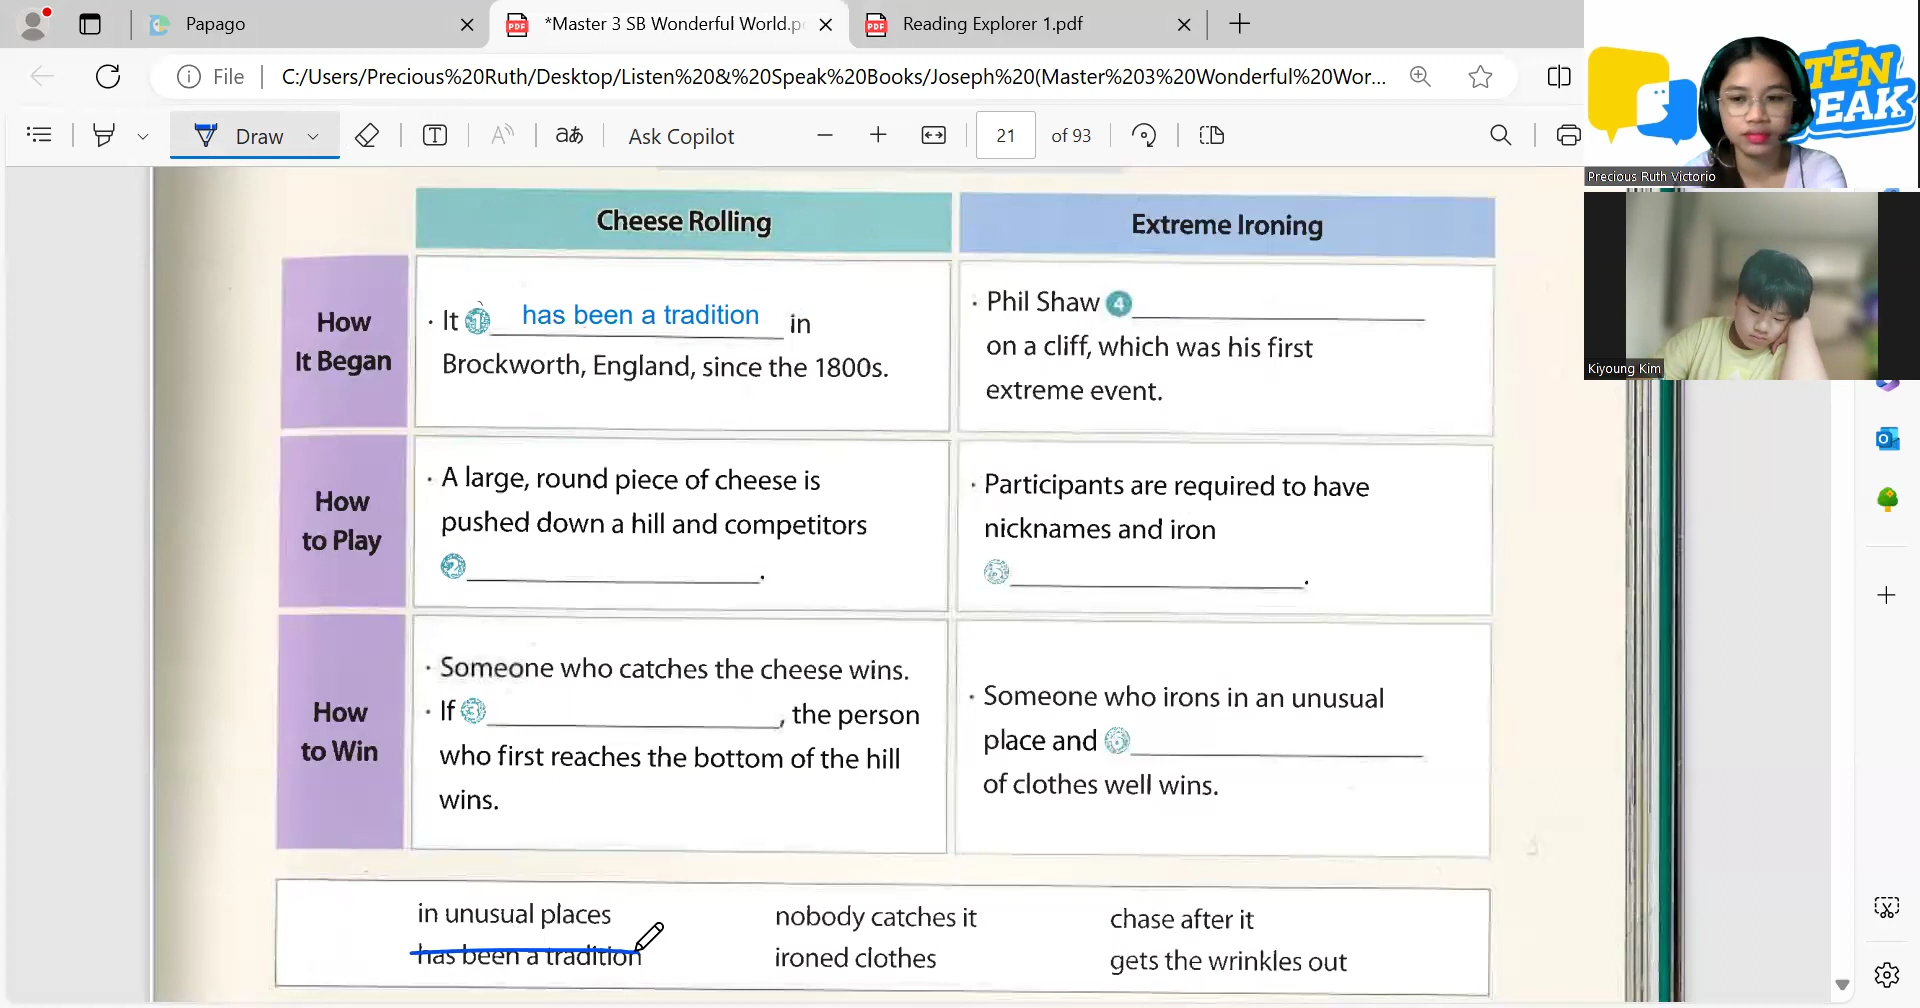 Papago
*Master 3 SB Wonderful World.p
Reading Explorer 1.pdf
File
C:/Users/Precious%20Ruth/Desktop/Listen%20&%20Speak%20Books/Joseph%20(Master%203%20Wonderful%20Wor...
Draw
Ask Copilot
21
of 93
TEN
PEAK
Precious Ruth Victorio
Kiyoung Kim
Cheese Rolling
Extreme Ironing
How
It Began
· It 1 has been a tradition in
Brockworth, England, since the 1800s.
· Phil Shaw 4
on a cliff, which was his first
extreme event.
How
to Play
· A large, round piece of cheese is
pushed down a hill and competitors
2 .
· Participants are required to have
nicknames and iron
5 .
How
to Win
· Someone who catches the cheese wins.
· If 3 , the person
who first reaches the bottom of the hill
wins.
· Someone who irons in an unusual
place and 6
of clothes well wins.
in unusual places
nobody catches it
chase after it
has been a tradition
ironed clothes
gets the wrinkles out